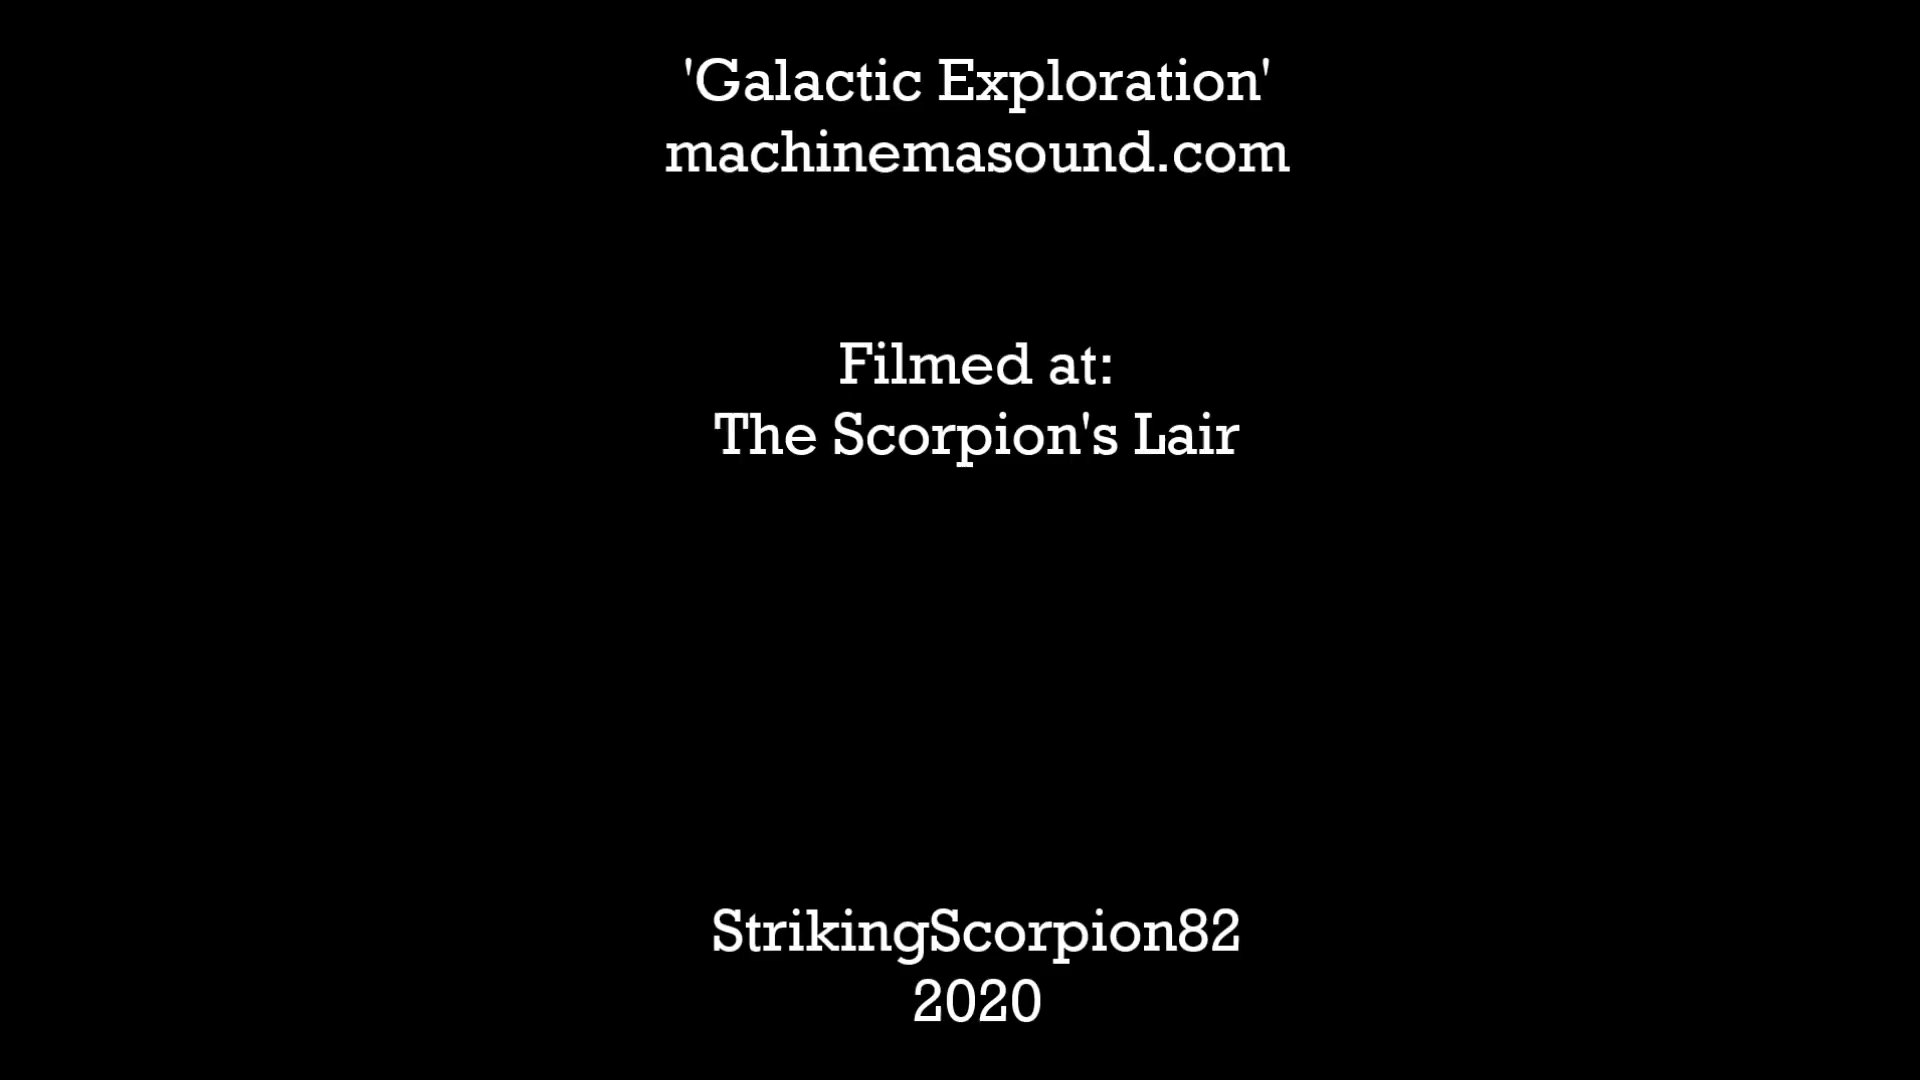 'Galactic Exploration'
machinemasound.com
Filmed at:
The Scorpion's Lair
StrikingScorpion82
2020